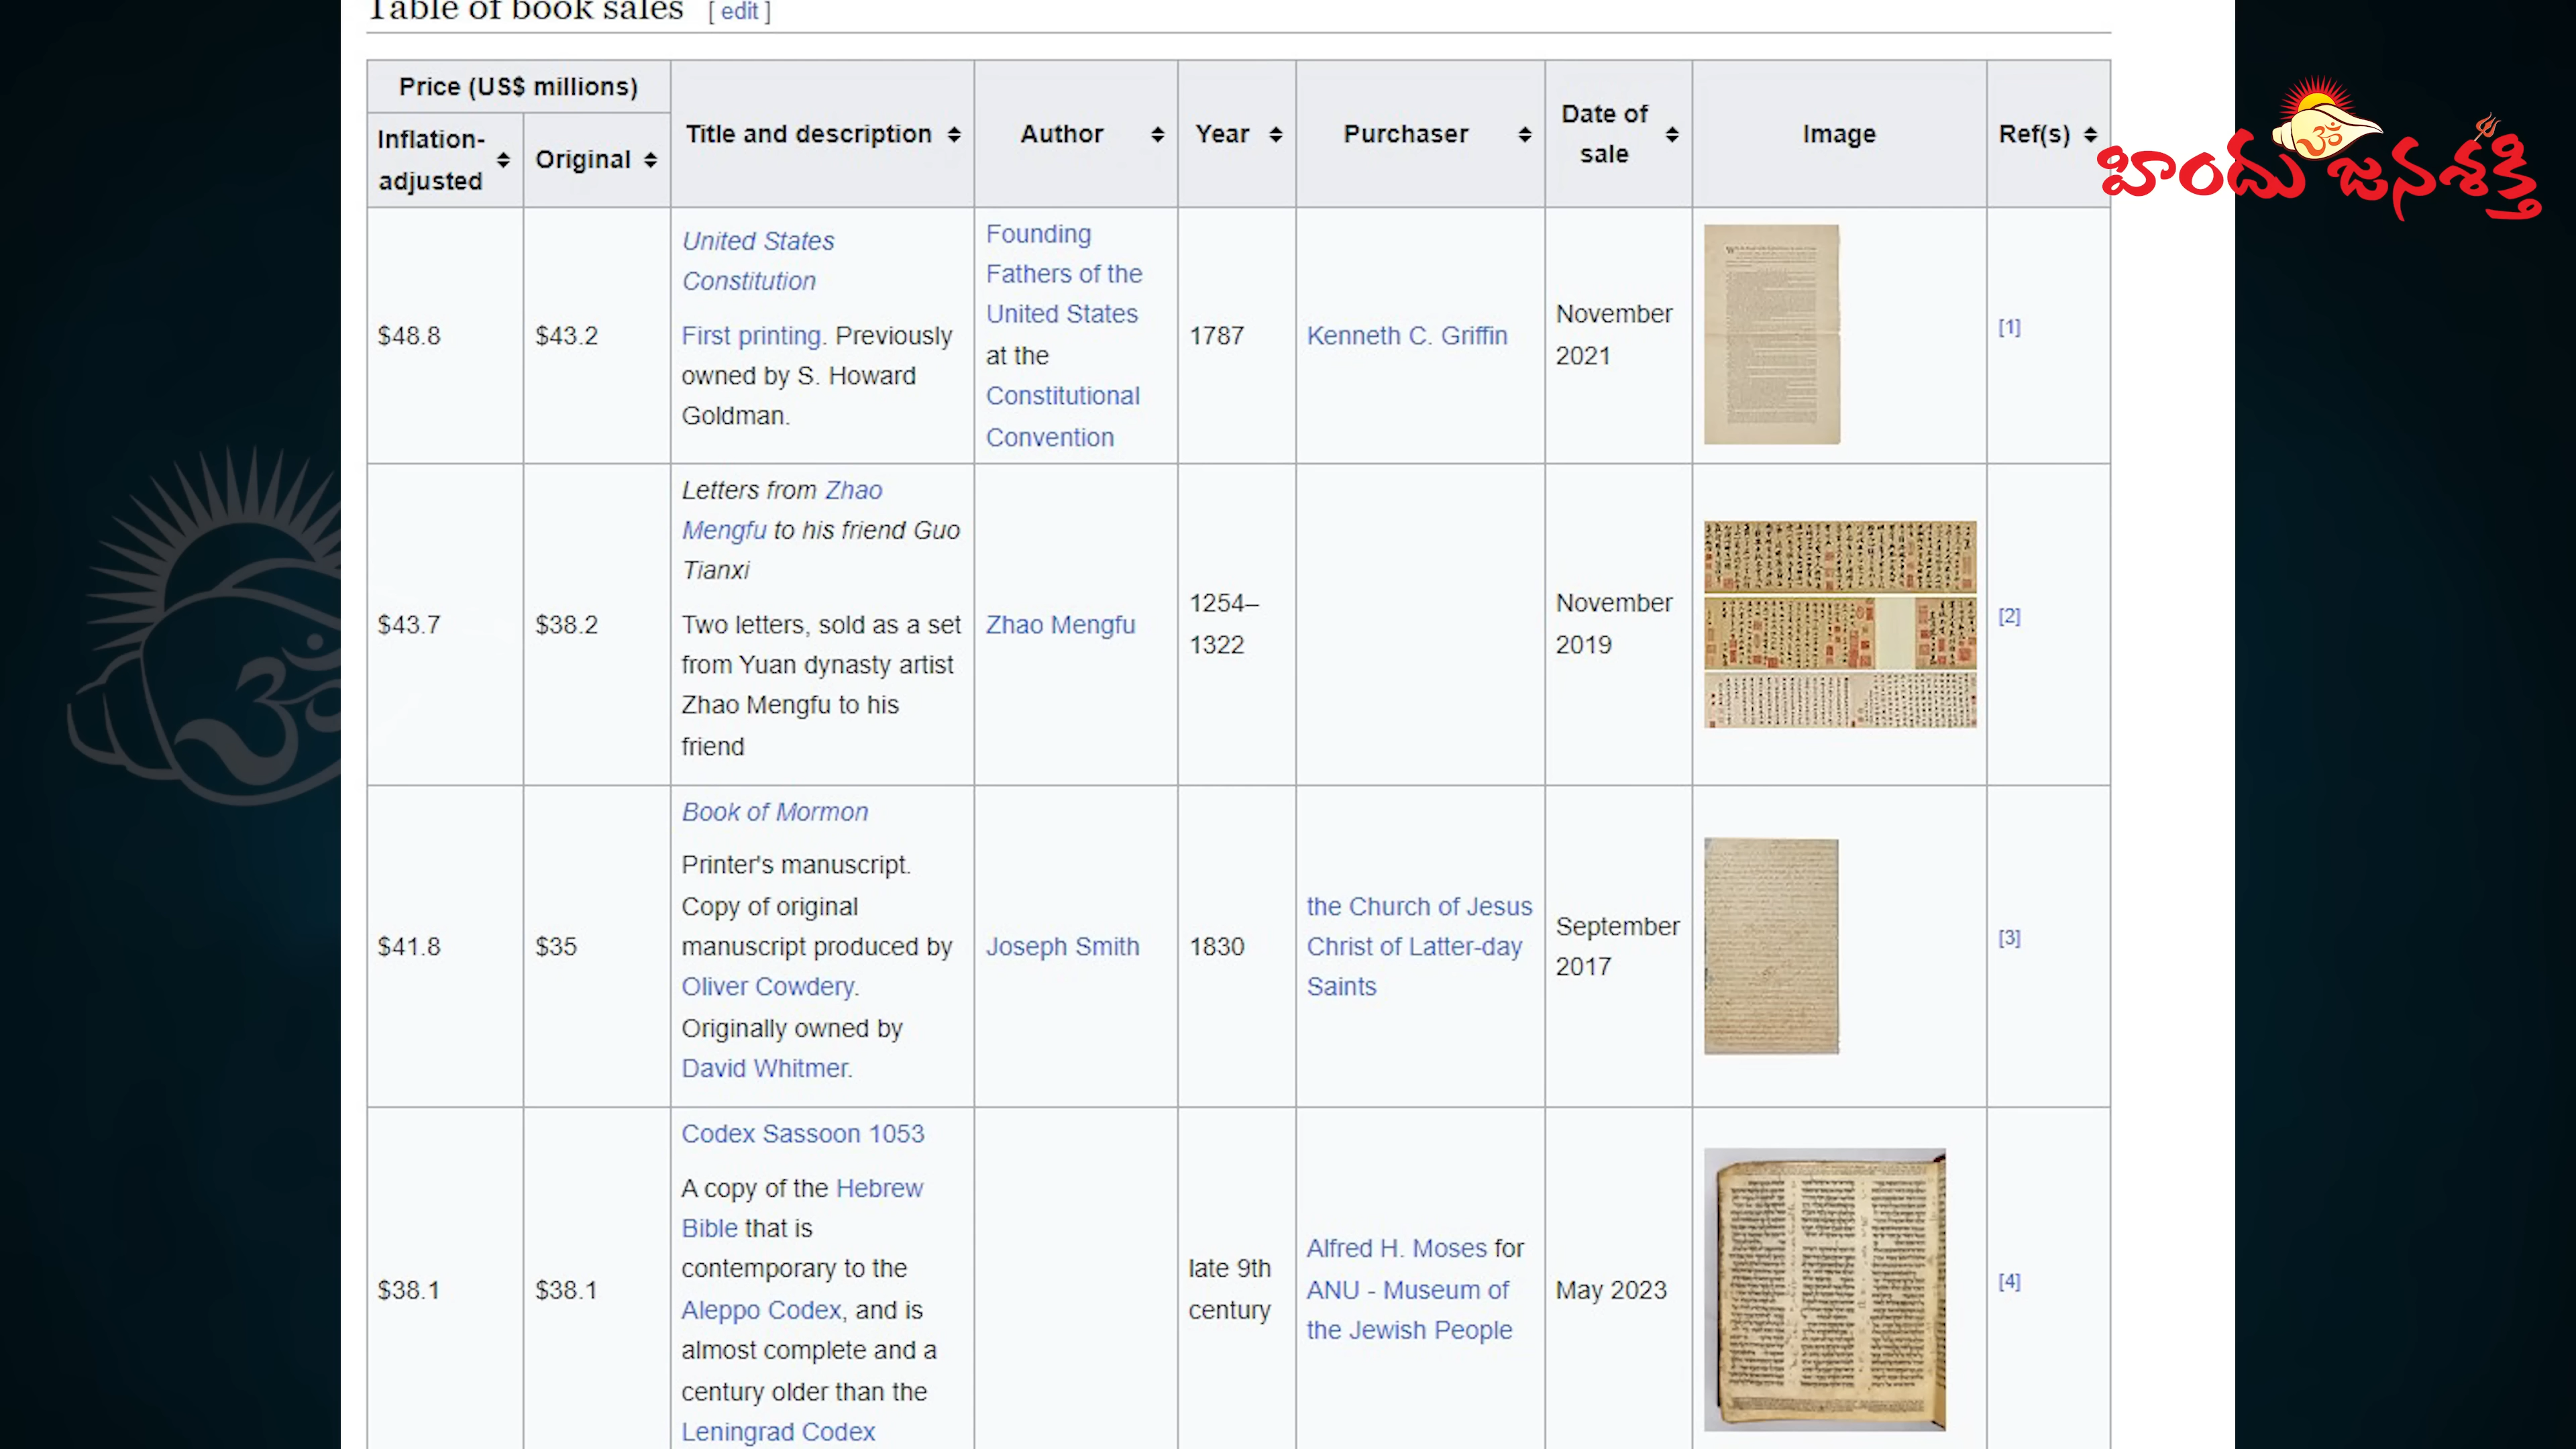 Table of book sales [ edit ]
Price (US$ millions)
Inflation-
adjusted
Original
Title and description
Author
Year
Purchaser
Date of
sale
Image
Ref(s)
హిందు జనశక్తి
ॐ
$48.8
$43.2
United States
Constitution
First printing. Previously
owned by S. Howard
Goldman.
Founding
Fathers of the
United States
at the
Constitutional
Convention
1787
Kenneth C. Griffin
November
2021
[1]
$43.7
$38.2
Letters from Zhao
Mengfu to his friend Guo
Tianxi
Two letters, sold as a set
from Yuan dynasty artist
Zhao Mengfu to his
friend
Zhao Mengfu
1254–
1322
November
2019
[2]
$41.8
$35
Book of Mormon
Printer's manuscript.
Copy of original
manuscript produced by
Oliver Cowdery.
Originally owned by
David Whitmer.
Joseph Smith
1830
the Church of Jesus
Christ of Latter-day
Saints
September
2017
[3]
$38.1
$38.1
Codex Sassoon 1053
A copy of the Hebrew
Bible that is
contemporary to the
Aleppo Codex, and is
almost complete and a
century older than the
Leningrad Codex
late 9th
century
Alfred H. Moses for
ANU - Museum of
the Jewish People
May 2023
[4]